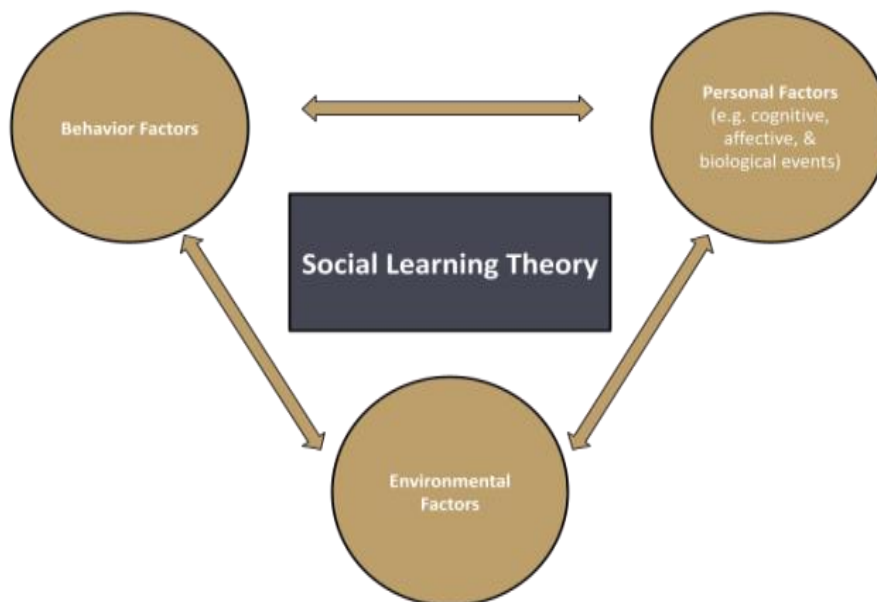 Behavior Factors
Personal Factors
(e.g. cognitive,
affective, &
biological events)
Social Learning Theory
Environmental
Factors